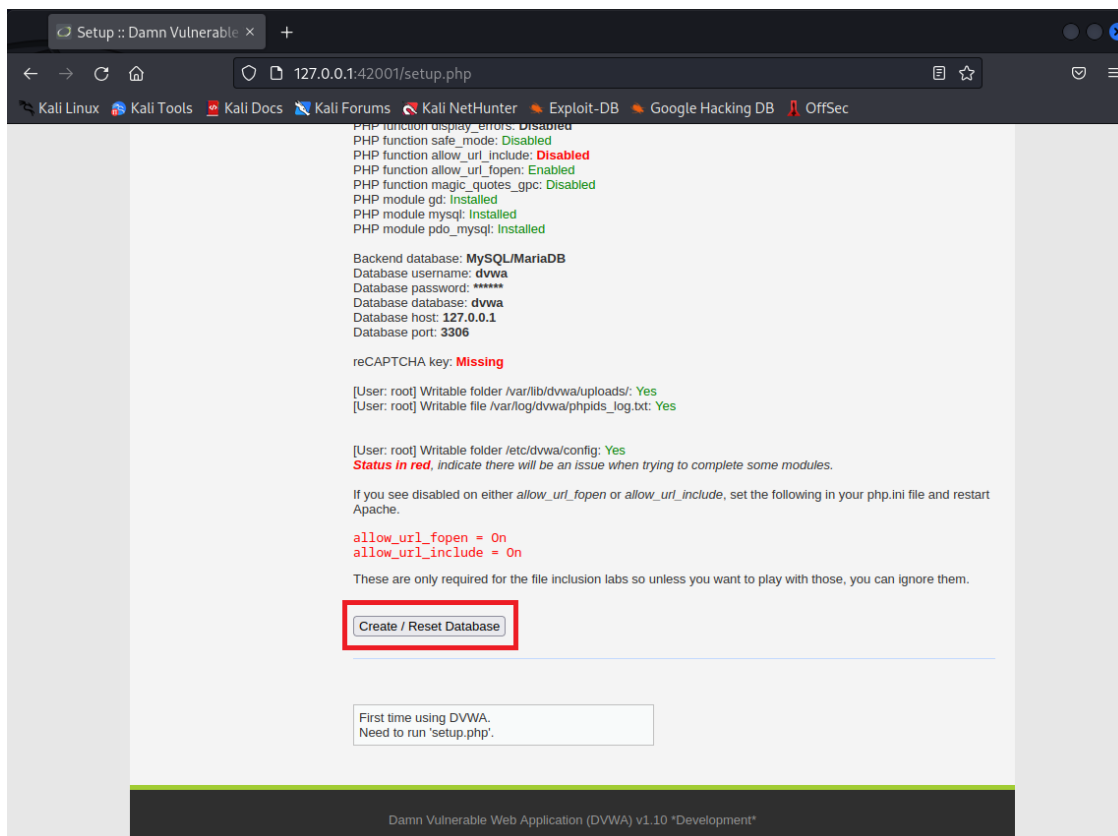 Setup :: Damn Vulnerable
127.0.0.1:42001/setup.php
Kali Linux Kali Tools Kali Docs Kali Forums Kali NetHunter Exploit-DB Google Hacking DB OffSec
PHP function display_errors: Disabled
PHP function safe_mode: Disabled
PHP function allow_url_include: Disabled
PHP function allow_url_fopen: Enabled
PHP function magic_quotes_gpc: Disabled
PHP module gd: Installed
PHP module mysql: Installed
PHP module pdo_mysql: Installed
Backend database: MySQL/MariaDB
Database username: dvwa
Database password: ******
Database database: dvwa
Database host: 127.0.0.1
Database port: 3306
reCAPTCHA key: Missing
[User: root] Writable folder /var/lib/dvwa/uploads/: Yes
[User: root] Writable file /var/log/dvwa/phpids_log.txt: Yes
[User: root] Writable folder /etc/dvwa/config: Yes
Status in red, indicate there will be an issue when trying to complete some modules.
If you see disabled on either allow_url_fopen or allow_url_include, set the following in your php.ini file and restart
Apache.
allow_url_fopen = On
allow_url_include = On
These are only required for the file inclusion labs so unless you want to play with those, you can ignore them.
Create / Reset Database
First time using DVWA.
Need to run 'setup.php'.
Damn Vulnerable Web Application (DVWA) v1.10 *Development*